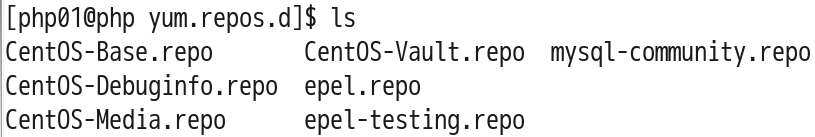 [php01@php yum.repos.d]$ ls
CentOS-Base.repo       CentOS-Vault.repo  mysql-community.repo
CentOS-Debuginfo.repo  epel.repo
CentOS-Media.repo      epel-testing.repo